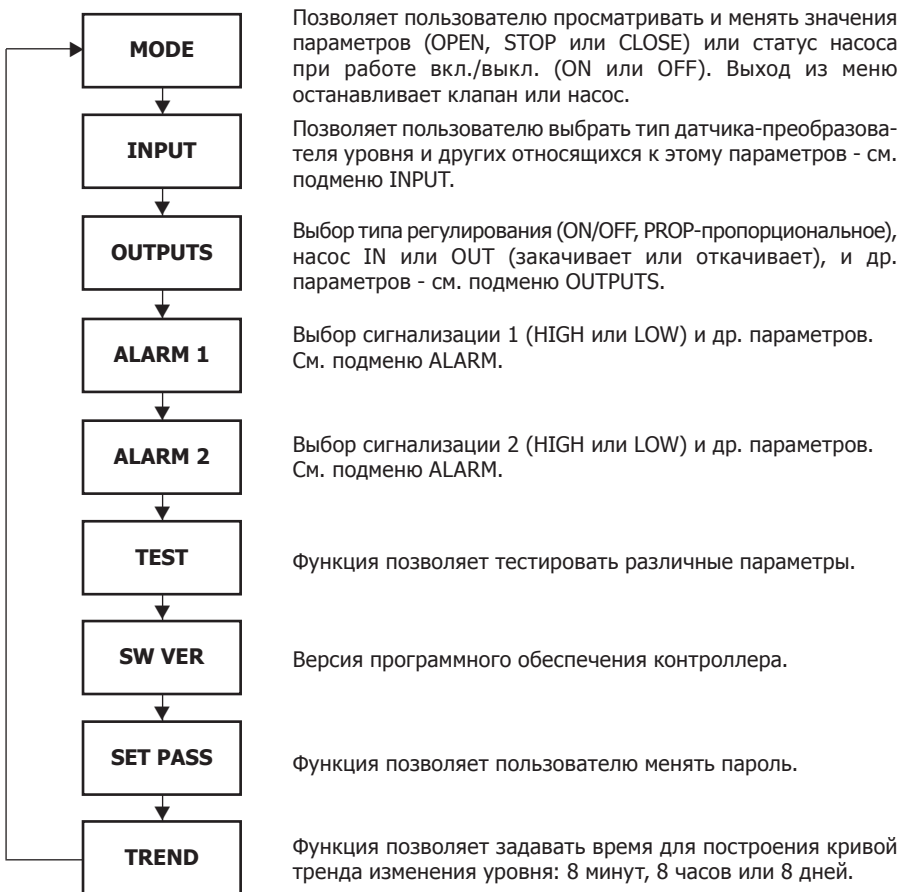 MODE
Позволяет пользователю просматривать и менять значения
параметров (OPEN, STOP или CLOSE) или статус насоса
при работе вкл./выкл. (ON или OFF). Выход из меню
останавливает клапан или насос.
INPUT
Позволяет пользователю выбрать тип датчика-преобразова-
теля уровня и других относящихся к этому параметров - см.
подменю INPUT.
OUTPUTS
Выбор типа регулирования (ON/OFF, PROP-пропорциональное),
насос IN или OUT (закачивает или откачивает), и др.
параметров - см. подменю OUTPUTS.
ALARM 1
Выбор сигнализации 1 (HIGH или LOW) и др. параметров.
См. подменю ALARM.
ALARM 2
Выбор сигнализации 2 (HIGH или LOW) и др. параметров.
См. подменю ALARM.
TEST
Функция позволяет тестировать различные параметры.
SW VER
Версия программного обеспечения контроллера.
SET PASS
Функция позволяет пользователю менять пароль.
TREND
Функция позволяет задавать время для построения кривой
тренда изменения уровня: 8 минут, 8 часов или 8 дней.